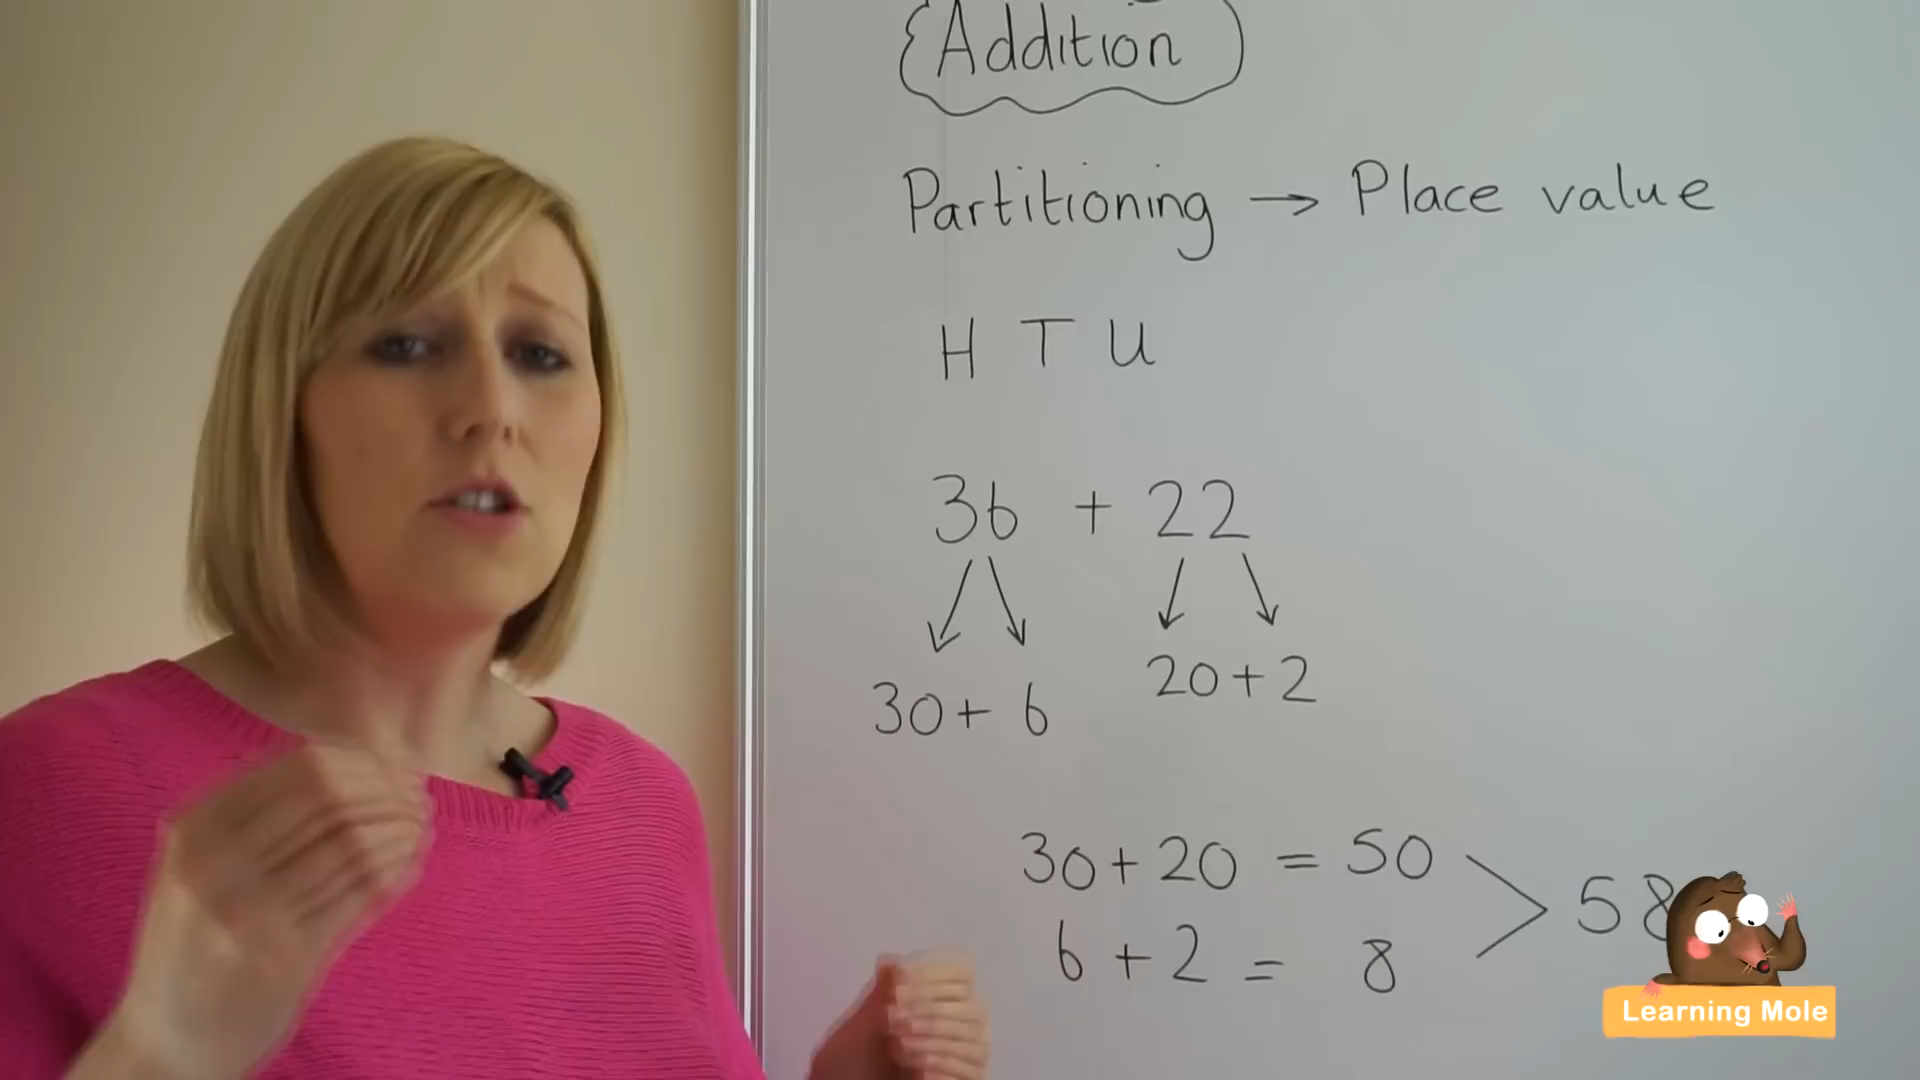 Addition
Partitioning → Place value
H T U
36 + 22
30 + 6 20 + 2
30 + 20 = 50
6 + 2 = 8
58
Learning Mole